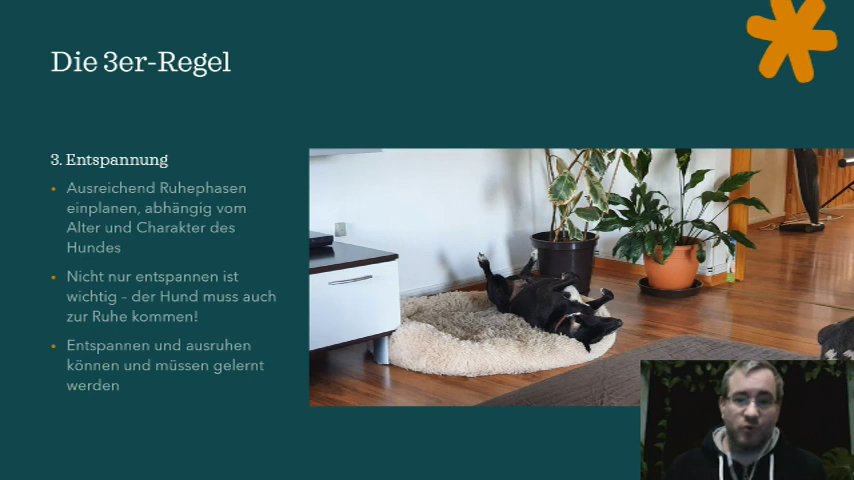 Die 3er-Regel
3. Entspannung
• Ausreichend Ruhephasen
einplanen, abhängig vom
Alter und Charakter des
Hundes
• Nicht nur entspannen ist
wichtig – der Hund muss auch
zur Ruhe kommen!
• Entspannen und ausruhen
können und müssen gelernt
werden